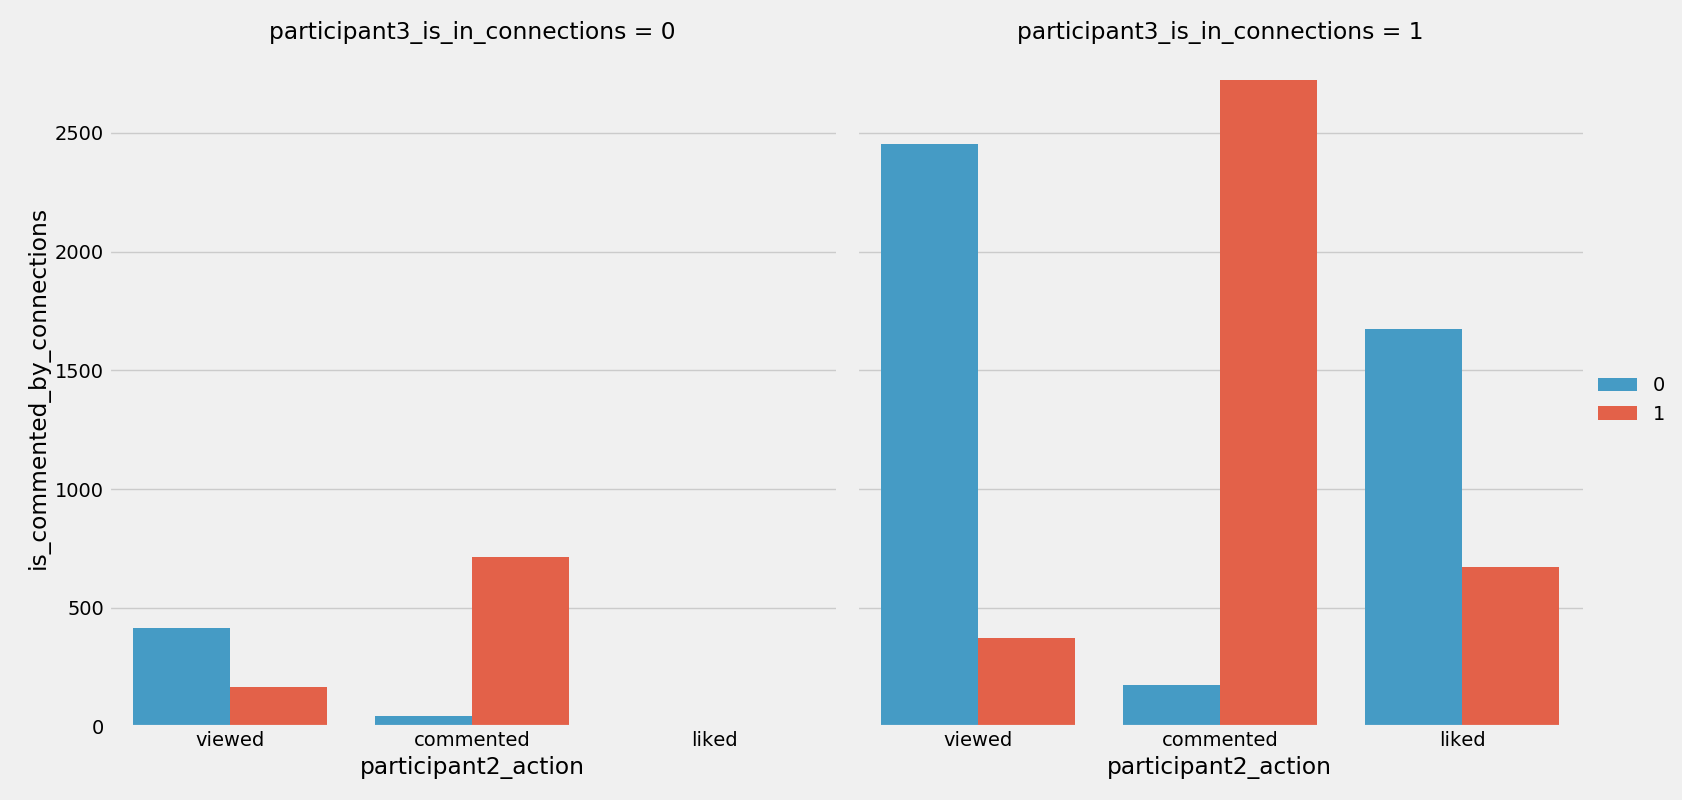 participant3_is_in_connections = 0
participant3_is_in_connections = 1
is_commented_by_connections
2500
2000
1500
1000
500
0
viewed
commented
liked
participant2_action
viewed
commented
liked
participant2_action
0
1